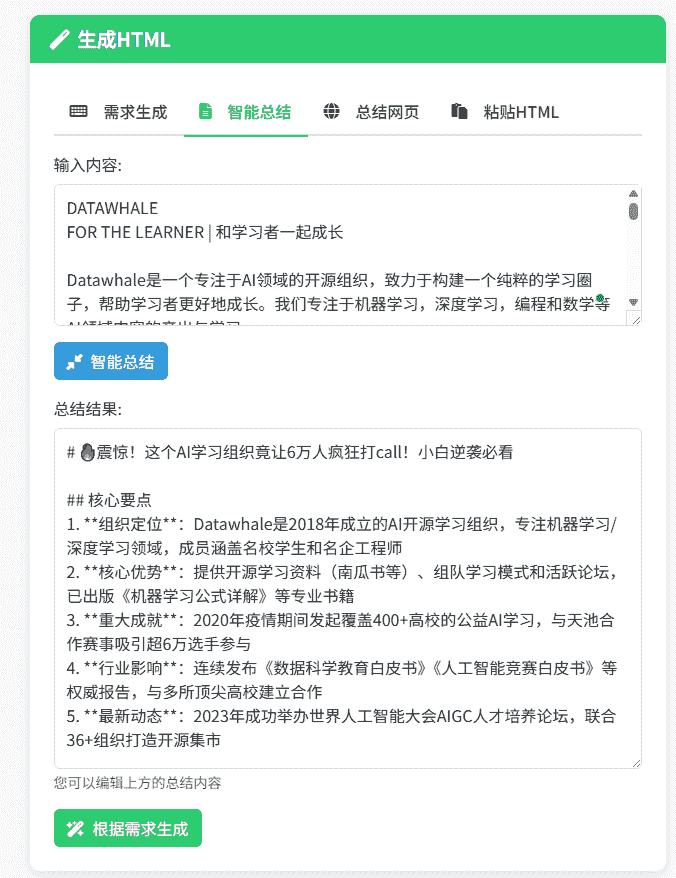 生成HTML
需求生成 智能总结 总结网页 粘贴HTML
输入内容:
DATAWHALE
FOR THE LEARNER | 和学习者一起成长
Datawhale是一个专注于AI领域的开源组织，致力于构建一个纯粹的学习圈
子，帮助学习者更好地成长。我们专注于机器学习，深度学习，编程和数学等
智能总结
总结结果:
# 🔥震惊！这个AI学习组织竟让6万人疯狂打call！小白逆袭必看
## 核心要点
1. **组织定位**：Datawhale是2018年成立的AI开源学习组织，专注机器学习/
深度学习领域，成员涵盖名校学生和名企工程师
2. **核心优势**：提供开源学习资料（南瓜书等）、组队学习模式和活跃论坛，
已出版《机器学习公式详解》等专业书籍
3. **重大成就**：2020年疫情期间发起覆盖400+高校的公益AI学习，与天池合
作赛事吸引超6万选手参与
4. **行业影响**：连续发布《数据科学教育白皮书》《人工智能竞赛白皮书》等
权威报告，与多所顶尖高校建立合作
5. **最新动态**：2023年成功举办世界人工智能大会AIGC人才培养论坛，联合
36+组织打造开源集市
您可以编辑上方的总结内容
根据需求生成